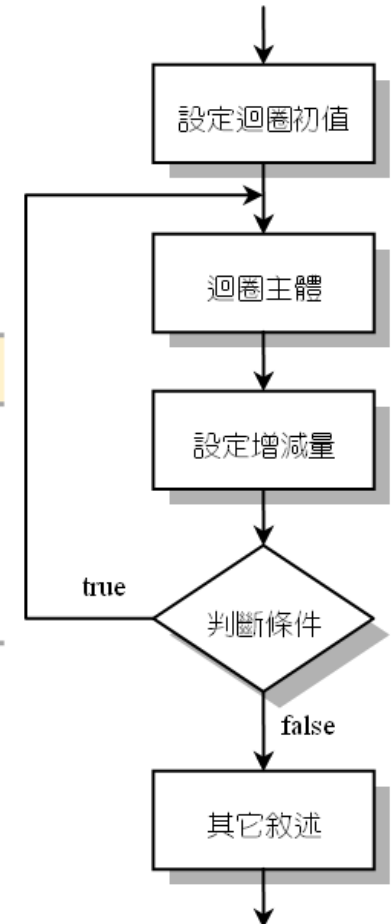 設定迴圈初值
迴圈主體
設定增減量
true
判斷條件
false
其它敘述